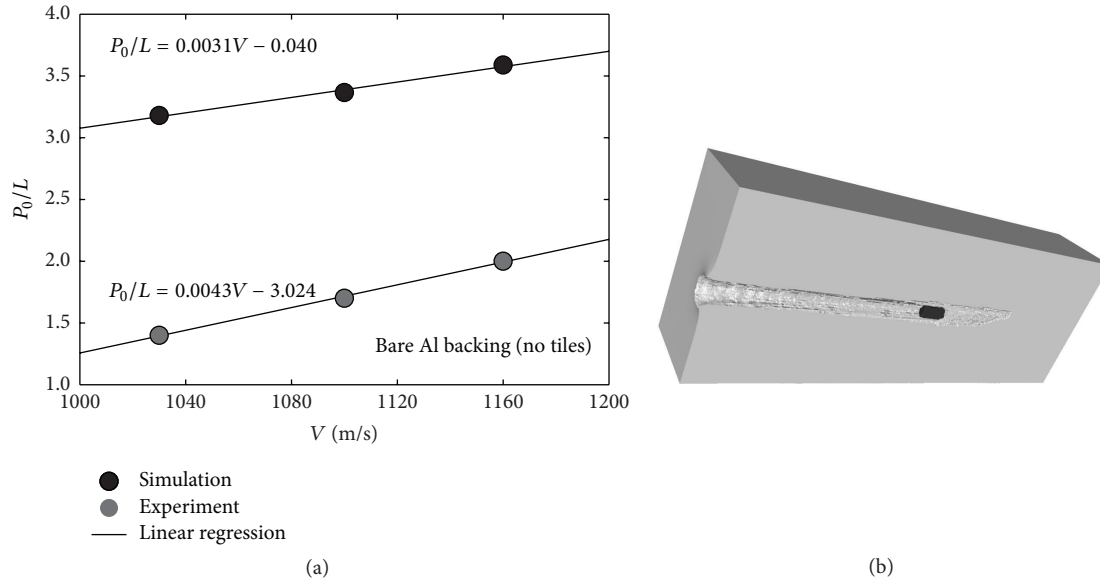 4.0
3.5
3.0
2.5
2.0
1.5
1.0
P₀/L
P₀/L = 0.0031V − 0.040
P₀/L = 0.0043V − 3.024
Bare Al backing (no tiles)
1000 1040 1080 1120 1160 1200
V (m/s)
Simulation
Experiment
Linear regression
(a)
(b)